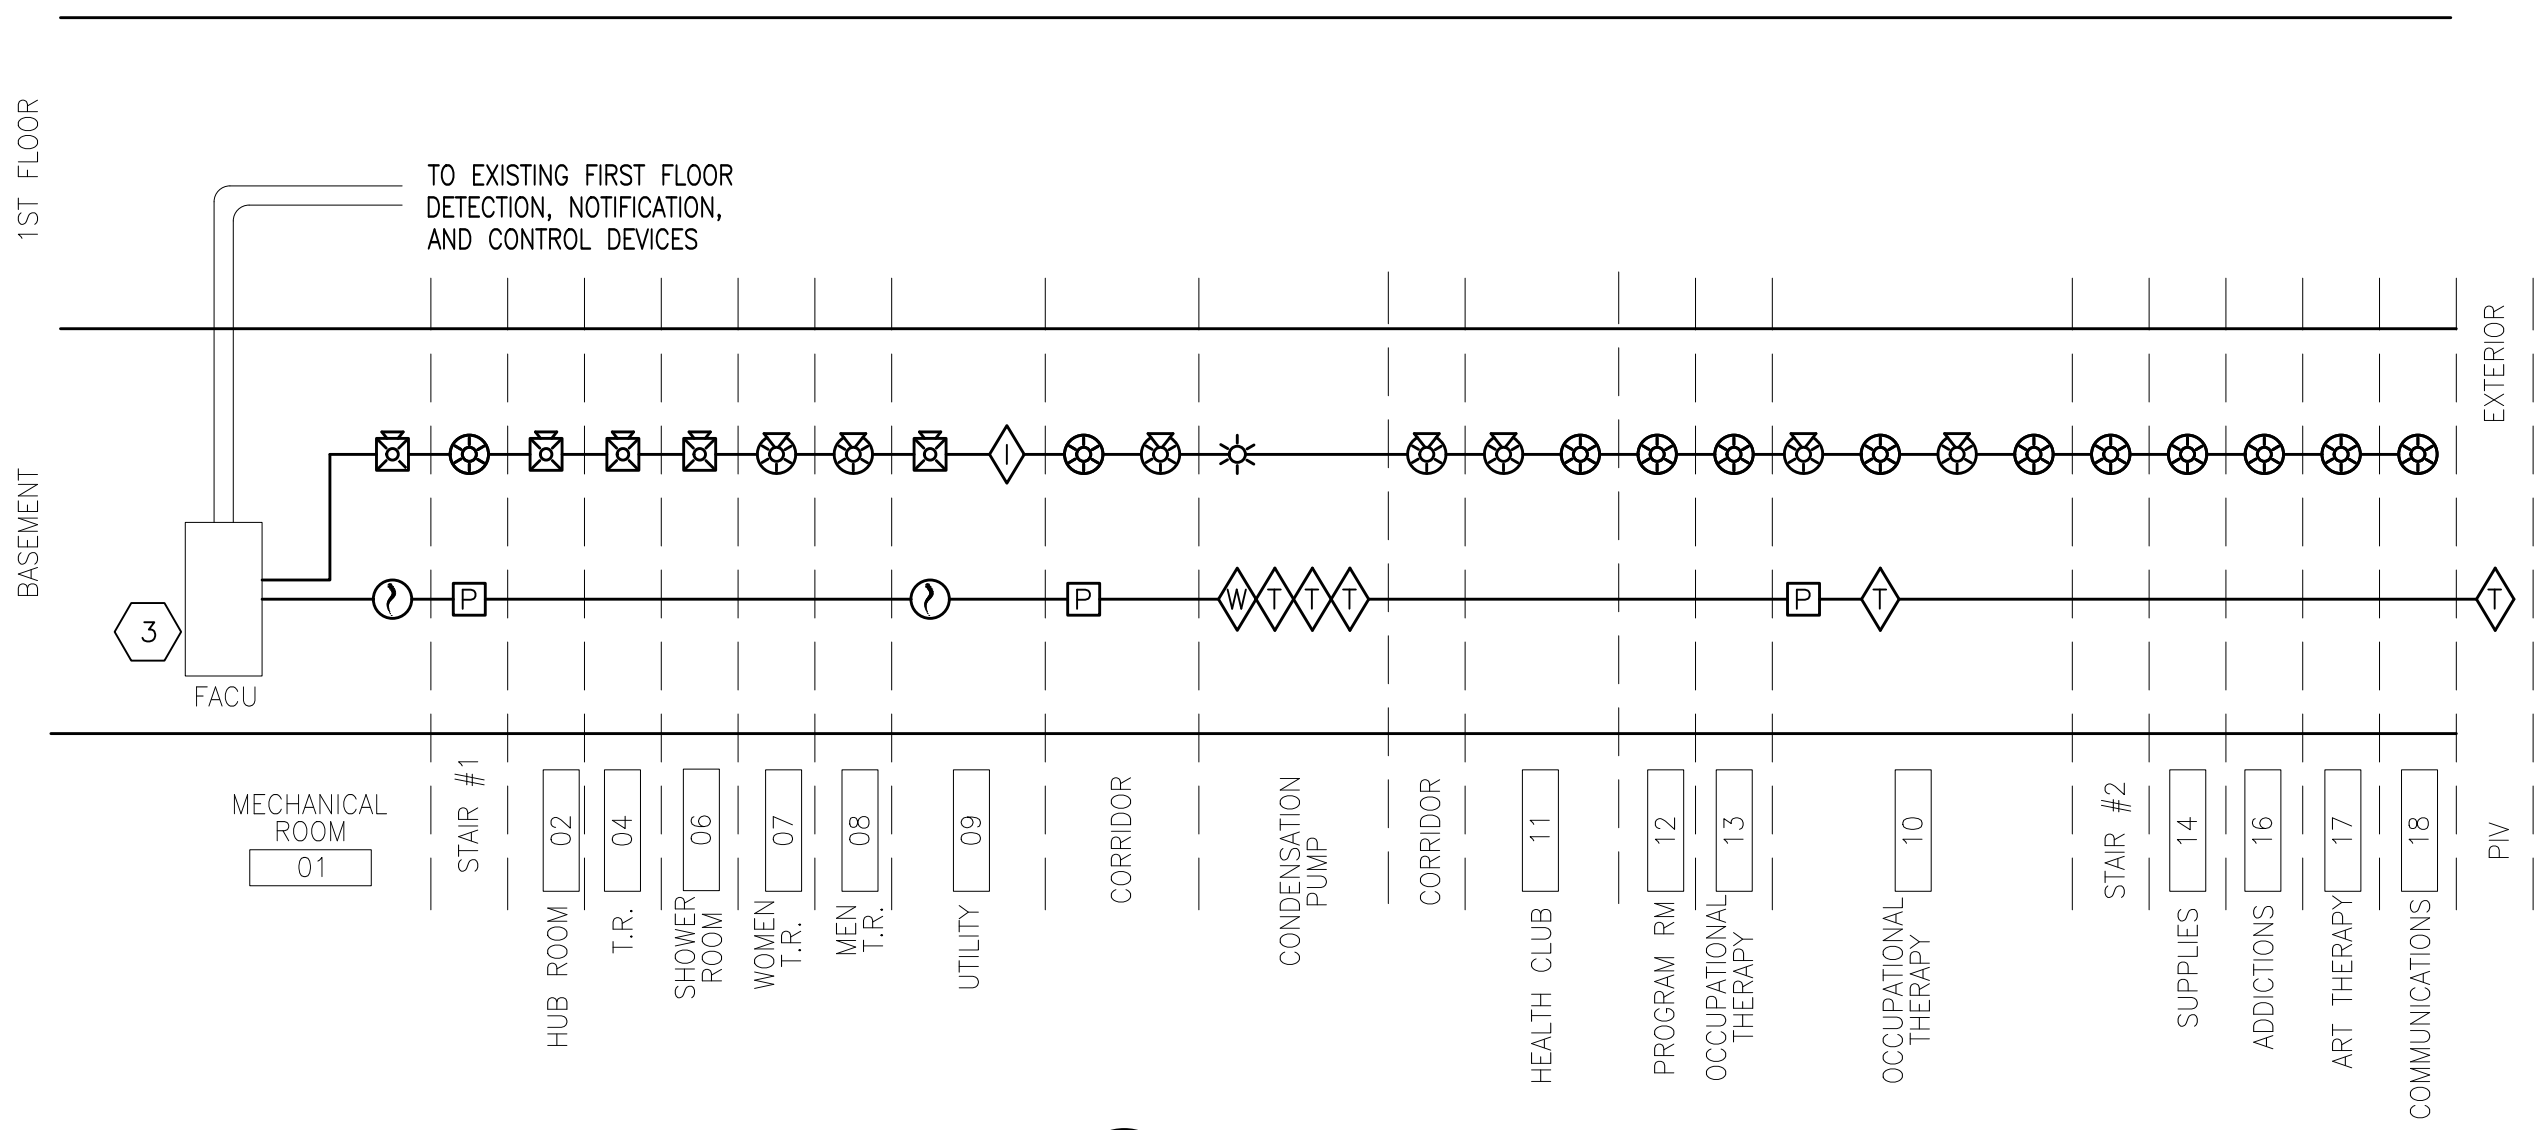 1ST FLOOR
TO EXISTING FIRST FLOOR
DETECTION, NOTIFICATION,
AND CONTROL DEVICES
EXTERIOR
BASEMENT
I
P
P
W T T T
P
T
T
3
FACU
MECHANICAL
ROOM
01
STAIR #1
02
HUB ROOM
04
T.R.
06
SHOWER
ROOM
07
WOMEN
T.R.
08
MEN
T.R.
09
UTILITY
CORRIDOR
CONDENSATION
PUMP
CORRIDOR
11
HEALTH CLUB
12
PROGRAM RM
13
OCCUPATIONAL
THERAPY
10
OCCUPATIONAL
THERAPY
STAIR #2
14
SUPPLIES
16
ADDICTIONS
17
ART THERAPY
18
COMMUNICATIONS
PIV